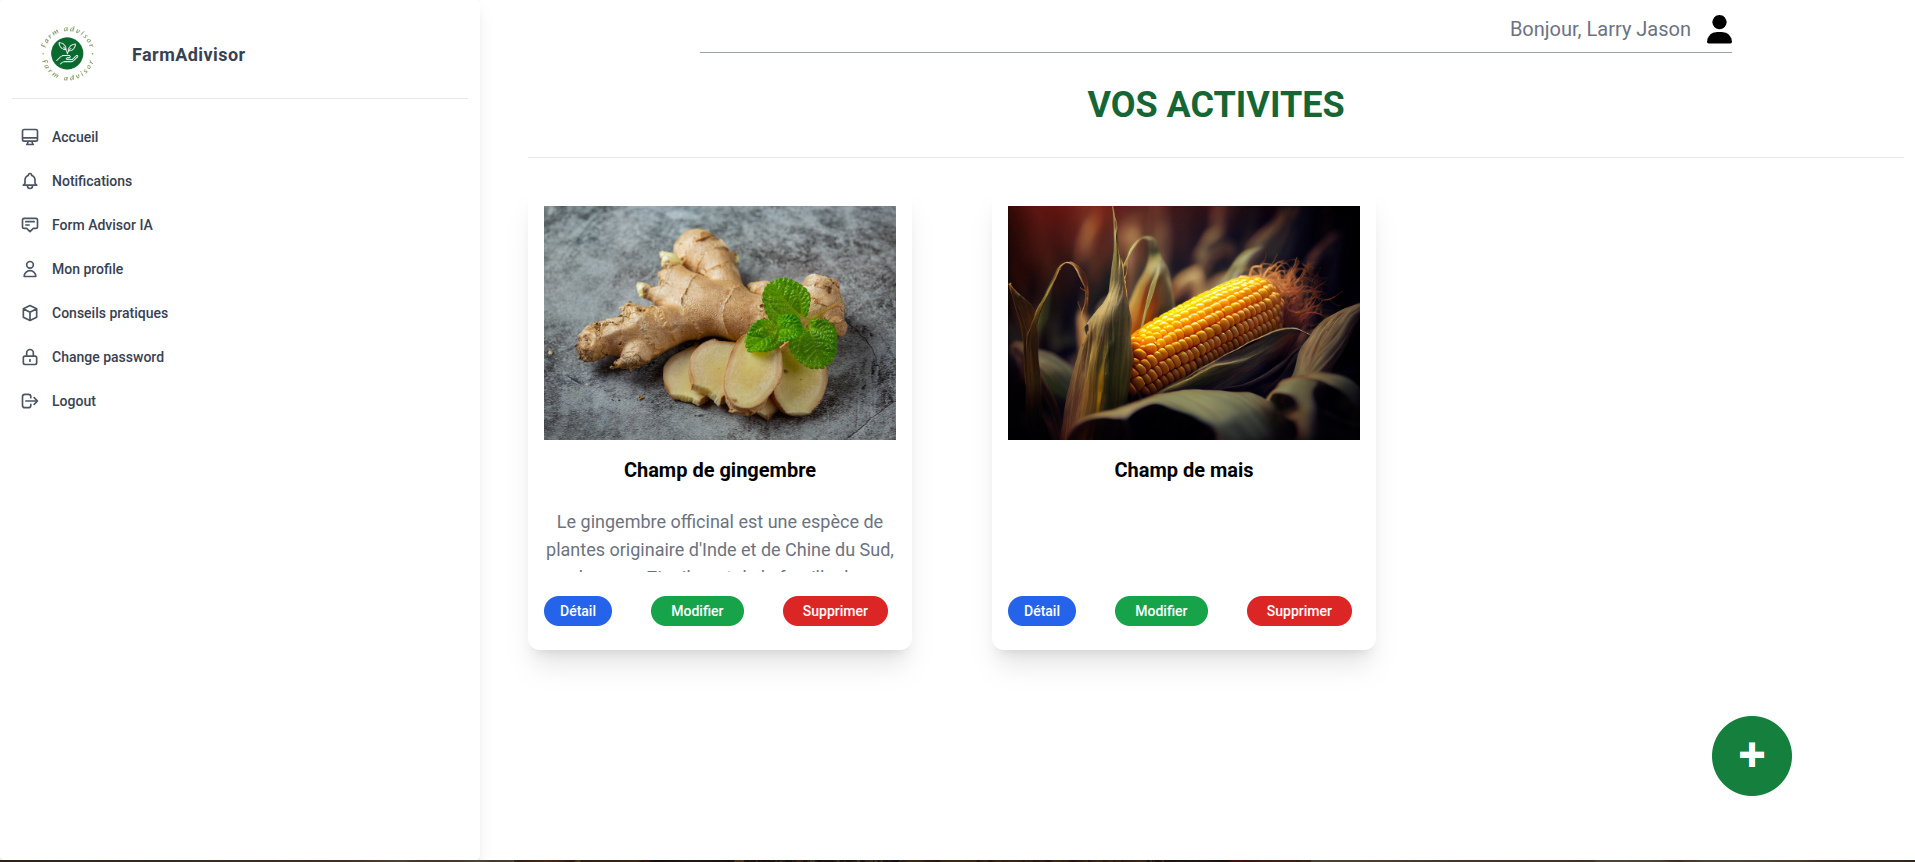 Farm advisor
Farm advisor
FarmAdvisor
Bonjour, Larry Jason
Accueil
Notifications
Form Advisor IA
Mon profile
Conseils pratiques
Change password
Logout
VOS ACTIVITES
Champ de gingembre
Le gingembre officinal est une espèce de
plantes originaire d'Inde et de Chine du Sud,
Détail
Modifier
Supprimer
Champ de mais
Détail
Modifier
Supprimer